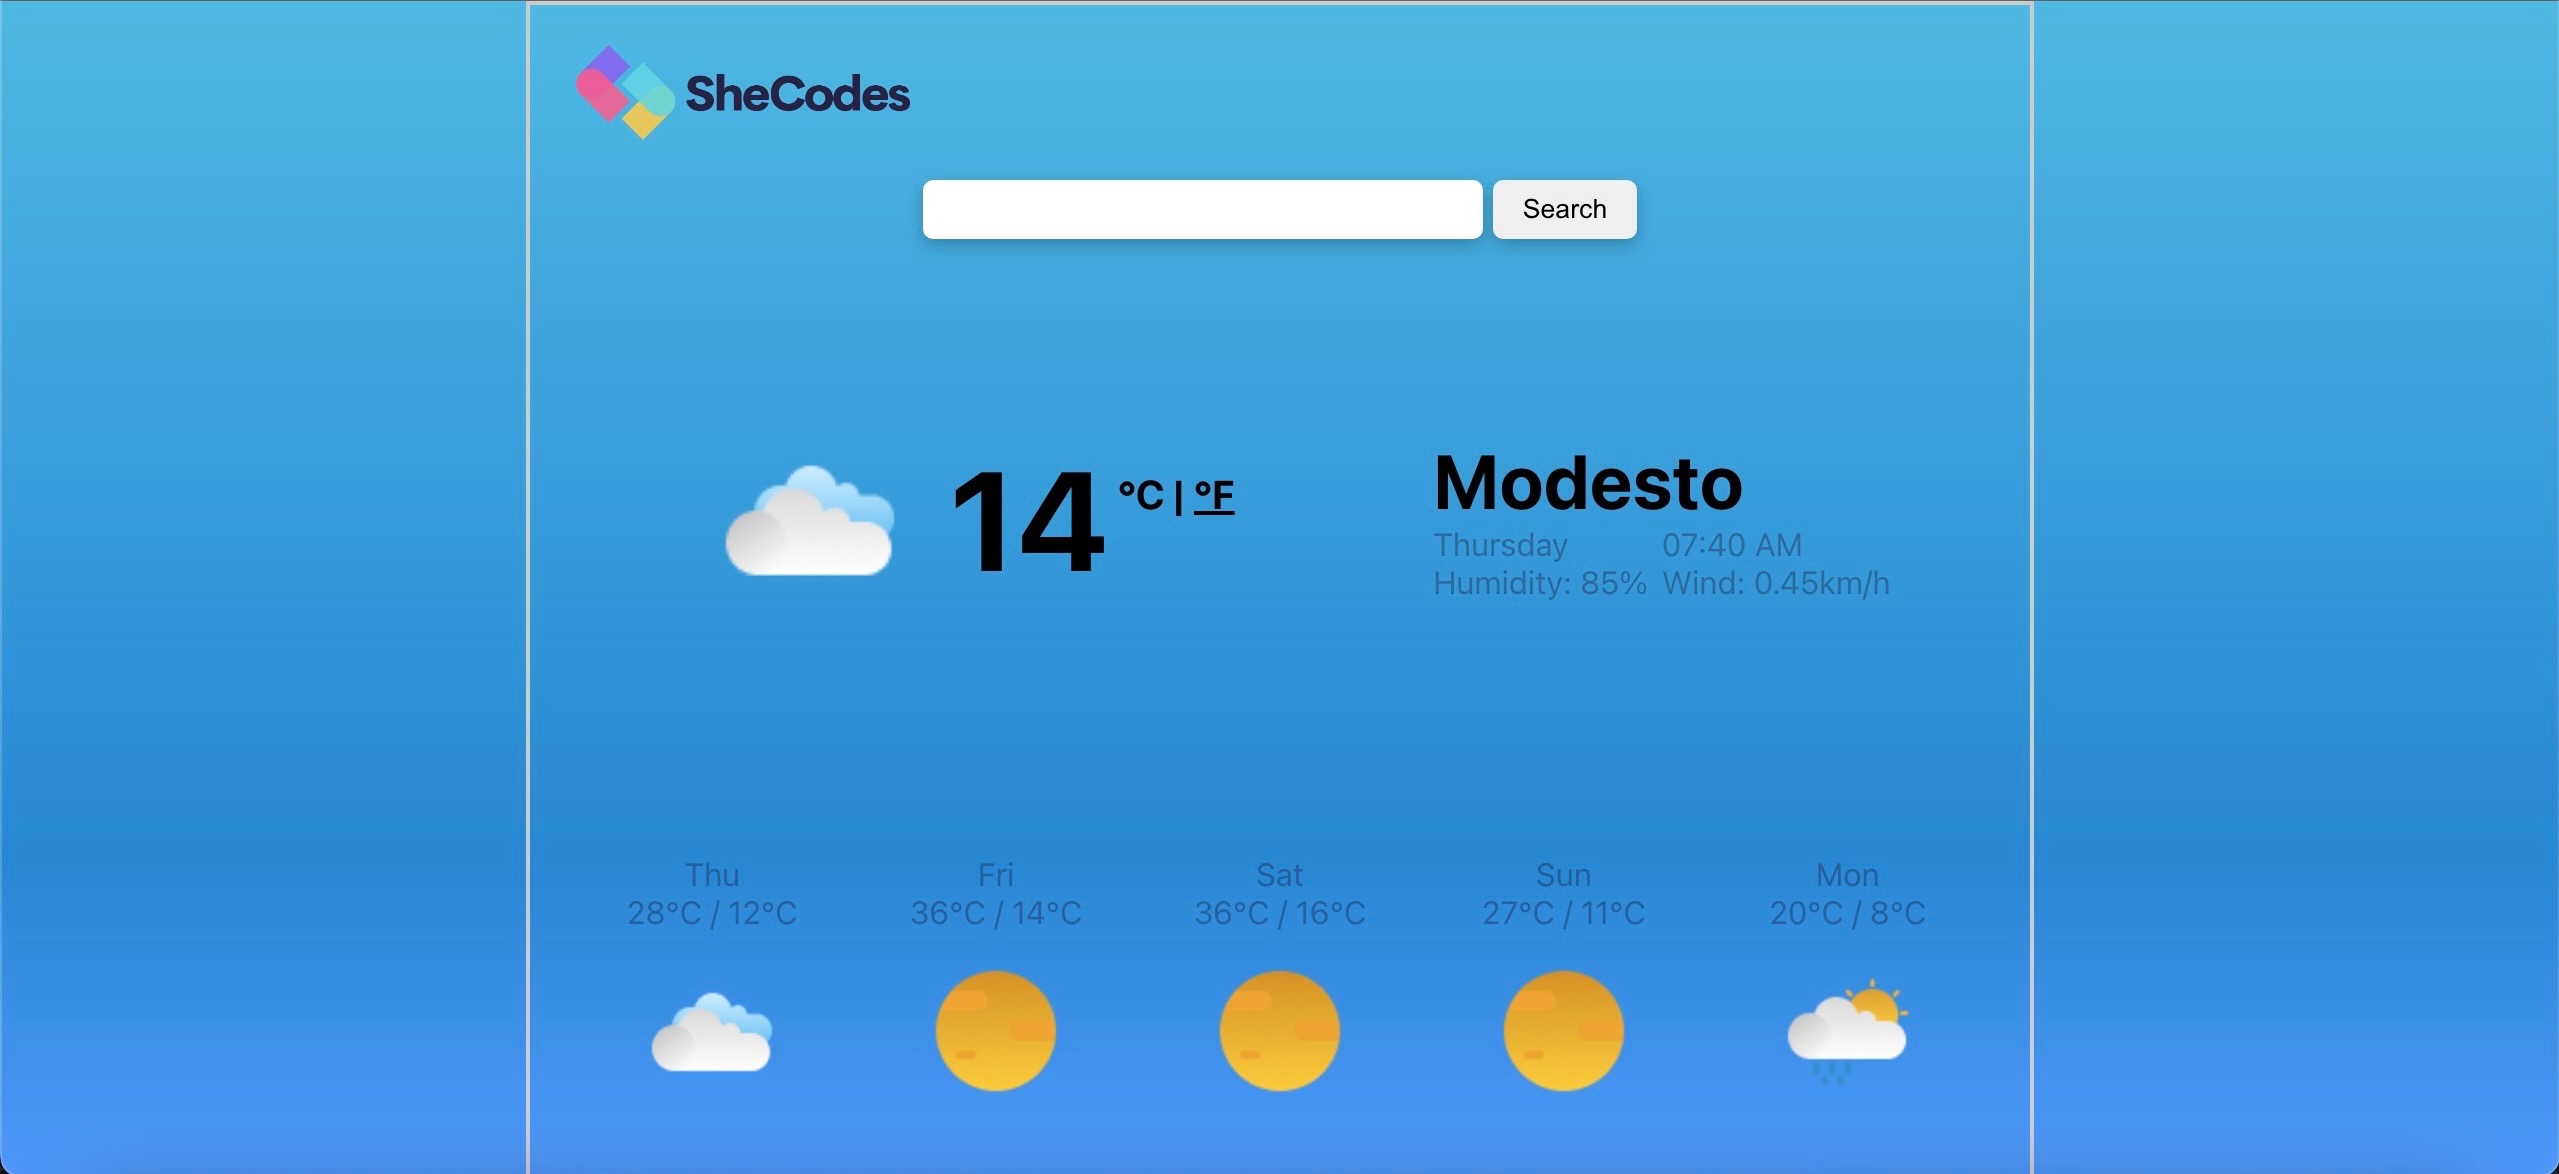 SheCodes
Search
14 °C | °F
Modesto
Thursday 07:40 AM
Humidity: 85% Wind: 0.45km/h
Thu Fri Sat Sun Mon
28°C / 12°C 36°C / 14°C 36°C / 16°C 27°C / 11°C 20°C / 8°C